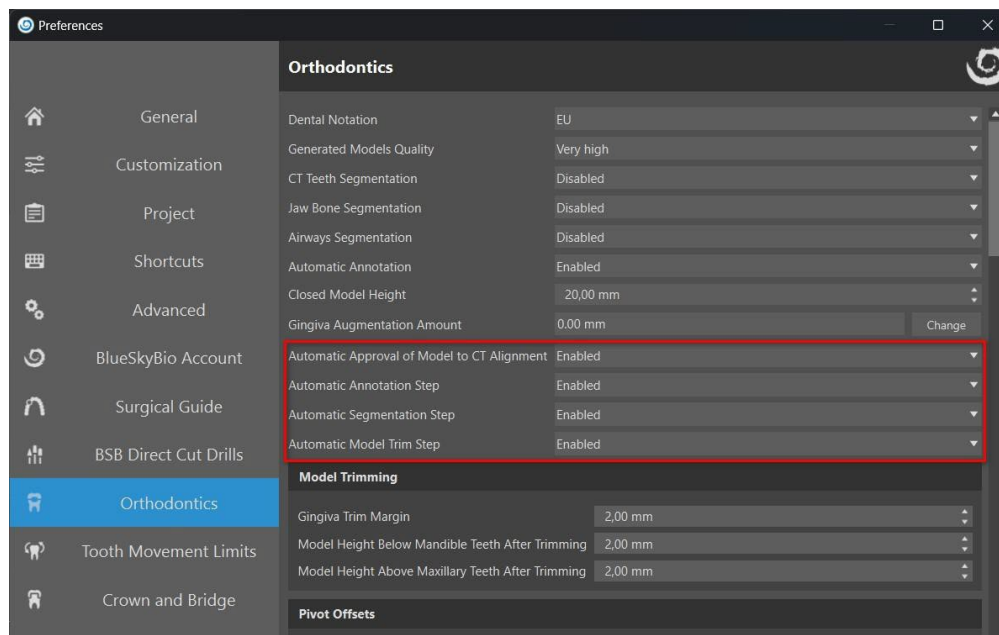 Preferences
Orthodontics
General
Customization
Project
Shortcuts
Advanced
BlueSkyBio Account
Surgical Guide
BSB Direct Cut Drills
Orthodontics
Tooth Movement Limits
Crown and Bridge
Dental Notation EU
Generated Models Quality Very high
CT Teeth Segmentation Disabled
Jaw Bone Segmentation Disabled
Airways Segmentation Disabled
Automatic Annotation Enabled
Closed Model Height 20,00 mm
Gingiva Augmentation Amount 0.00 mm Change
Automatic Approval of Model to CT Alignment Enabled
Automatic Annotation Step Enabled
Automatic Segmentation Step Enabled
Automatic Model Trim Step Enabled
Model Trimming
Gingiva Trim Margin 2,00 mm
Model Height Below Mandible Teeth After Trimming 2,00 mm
Model Height Above Maxillary Teeth After Trimming 2,00 mm
Pivot Offsets